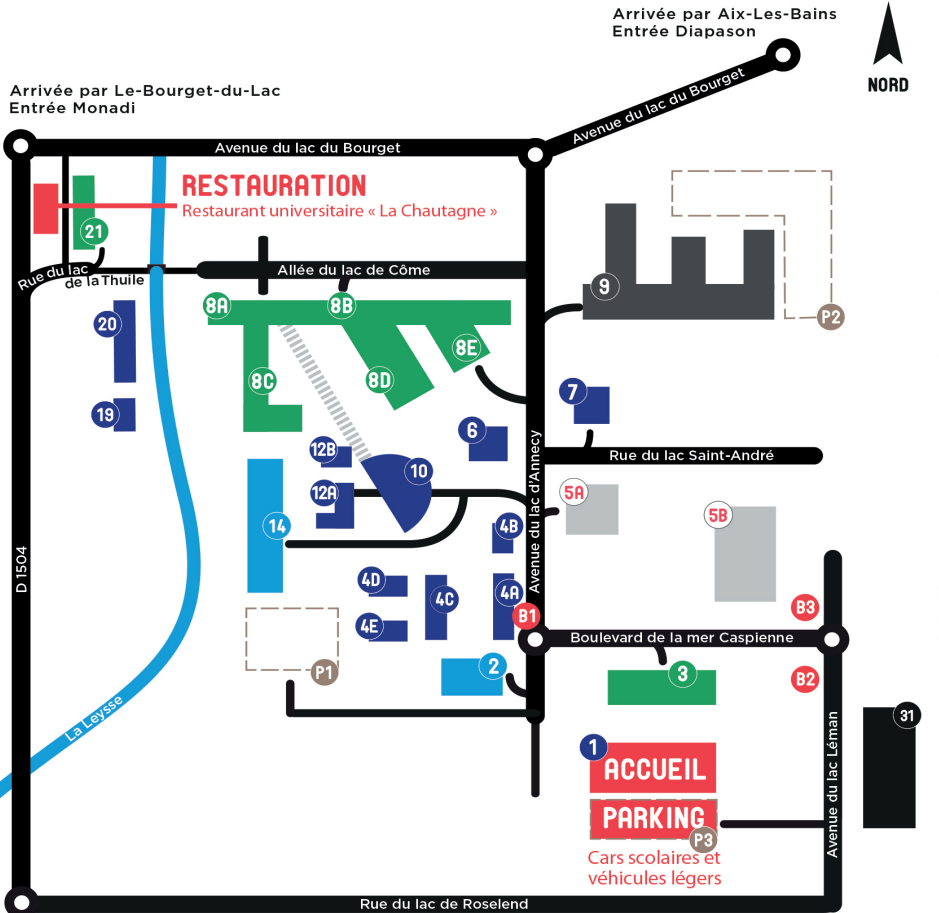 Arrivée par Aix-Les-Bains
Entrée Diapason
NORD
Arrivée par Le-Bourget-du-Lac
Entrée Monadi
Avenue du lac du Bourget
Avenue du lac du Bourget
RESTAURATION
Restaurant universitaire « La Chautagne »
21
Rue du lac
de la Thuile
Allée du lac de Côme
9
8A
8B
P2
20
8E
8C
8D
7
19
6
12B
Rue du lac Saint-André
10
12A
5A
5B
14
4B
Avenue du lac d'Annecy
D 1504
4D
4C
4A
B3
B1
4E
Boulevard de la mer Caspienne
2
P1
3
B2
La Leysse
31
1
ACCUEIL
Avenue du lac Léman
PARKING
P3
Cars scolaires et
véhicules légers
Rue du lac de Roselend